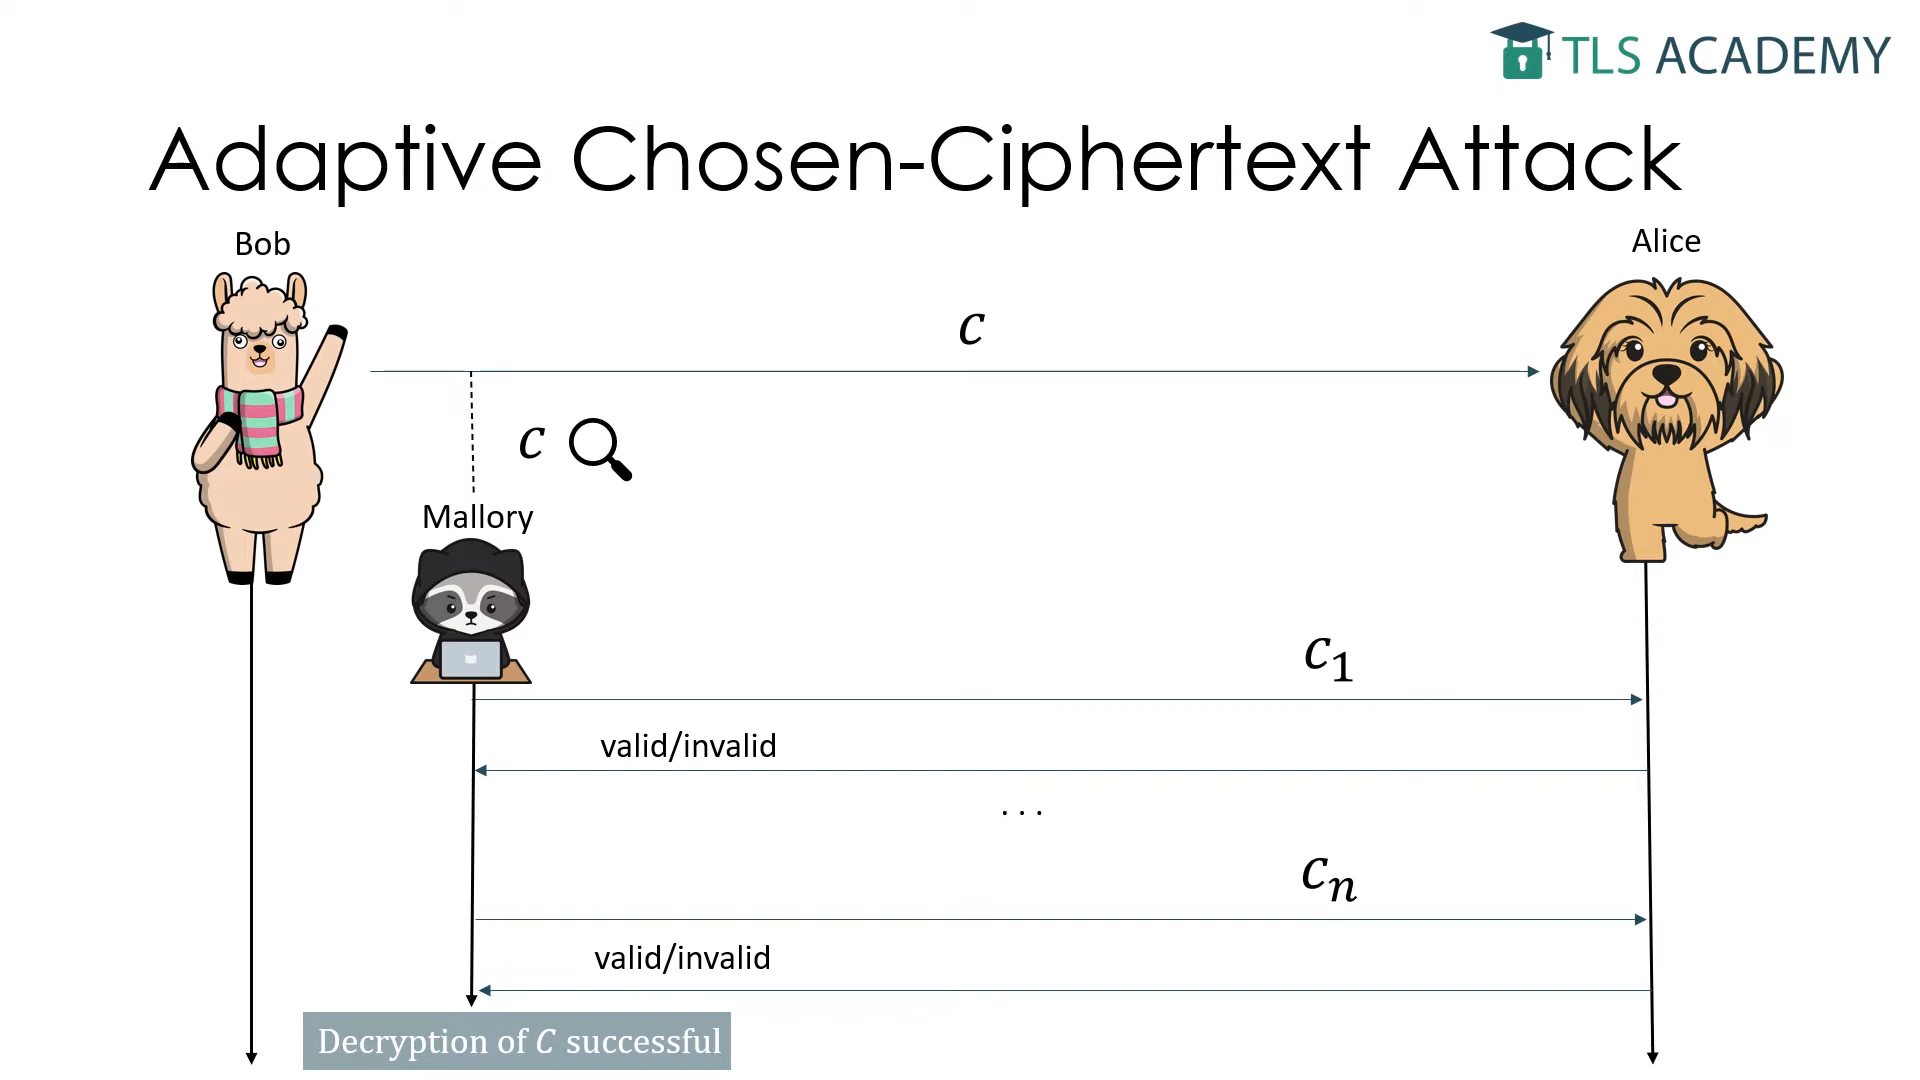 TLS ACADEMY
Adaptive Chosen-Ciphertext Attack
Bob
Alice
c
c
Mallory
c₁
valid/invalid
. . .
cₙ
valid/invalid
Decryption of C successful